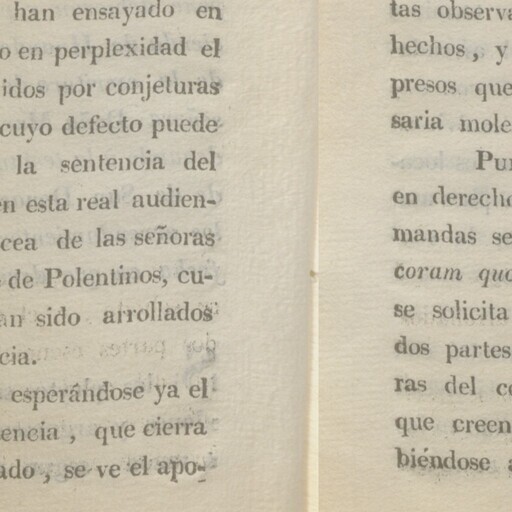 han ensayado en
o en perplexidad el
idos por conjeturas
cuyo defecto puede
la sentencia del
en esta real audien-
cea de las señoras
de Polentinos, cu-
an sido arrollados
cia.
esperándose ya el
encia, que cierra
ado, se ve el apo-
tas observa
hechos, y
presos que
saria mole
Pun
en derecho
mandas se
coram quo
se solicita
dos partes
ras del co
que creen
biéndose a